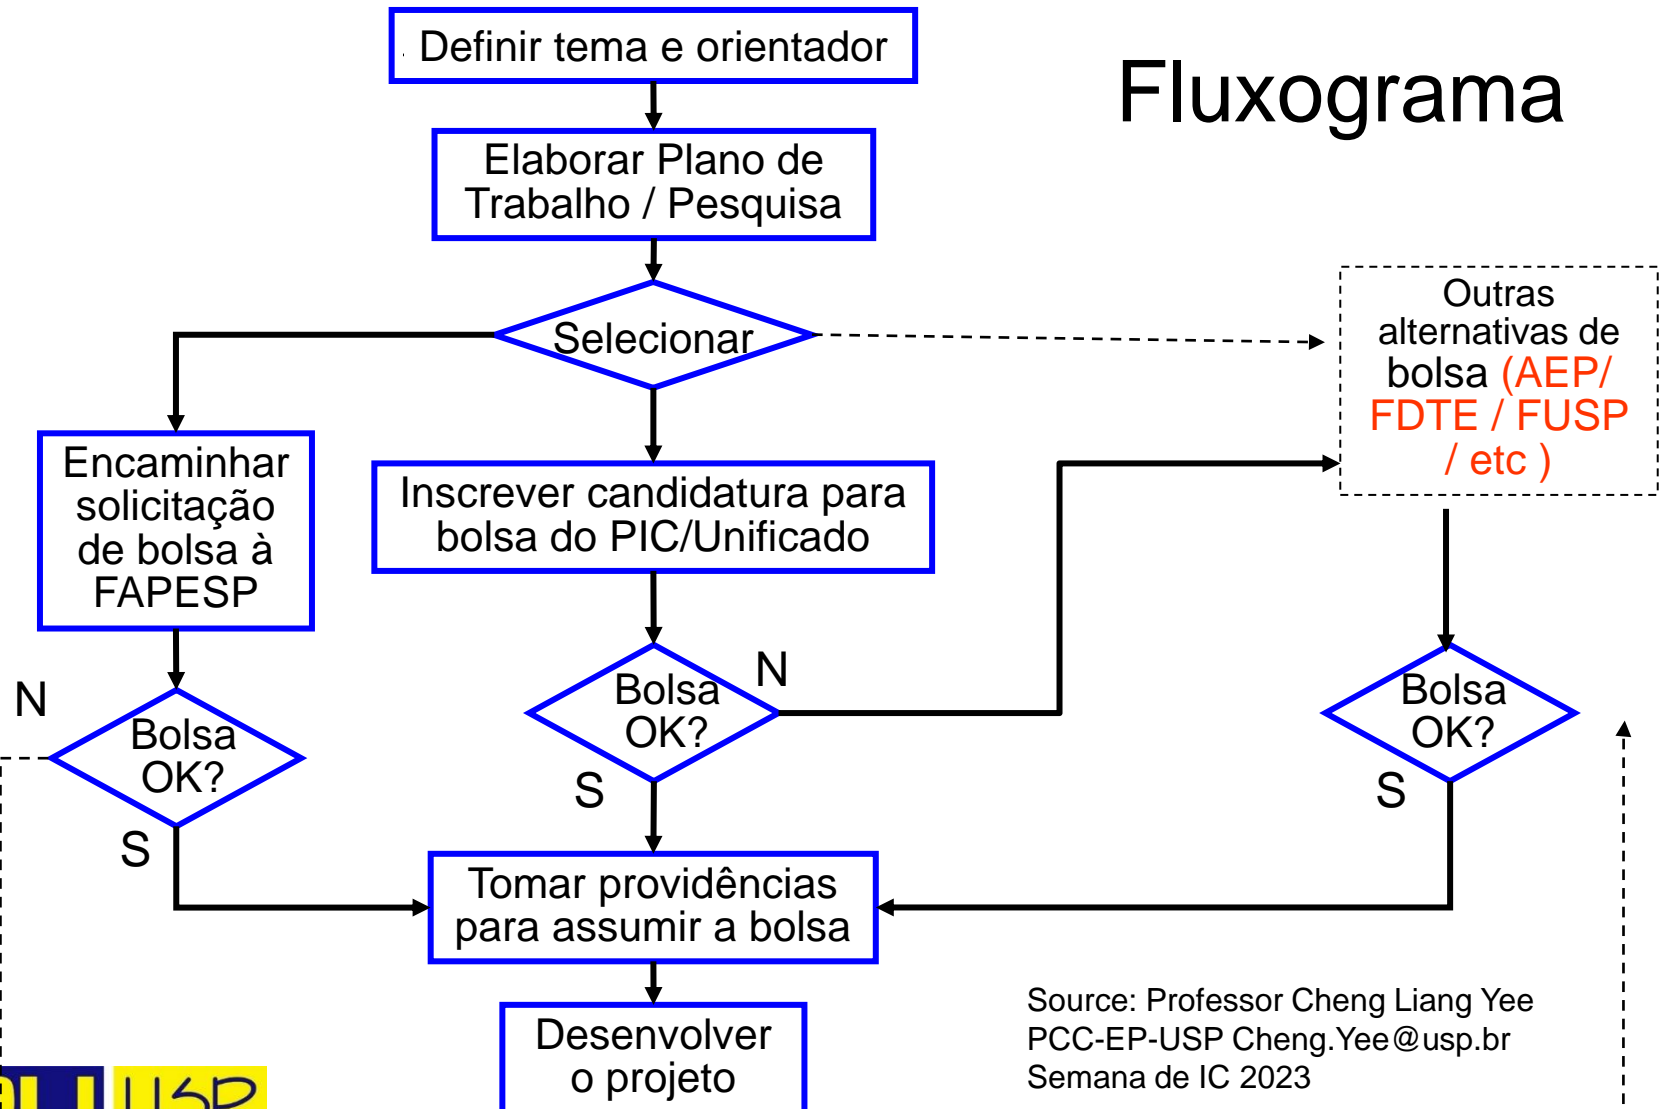 Definir tema e orientador
Fluxograma
Elaborar Plano de
Trabalho / Pesquisa
Selecionar
Outras
alternativas de
bolsa (AEP/
FDTE / FUSP
/ etc )
Encaminhar
solicitação
de bolsa à
FAPESP
Inscrever candidatura para
bolsa do PIC/Unificado
N
Bolsa
OK?
S
N
Bolsa
OK?
S
Bolsa
OK?
S
Tomar providências
para assumir a bolsa
Desenvolver
o projeto
Source: Professor Cheng Liang Yee
PCC-EP-USP Cheng.Yee@usp.br
Semana de IC 2023
USP